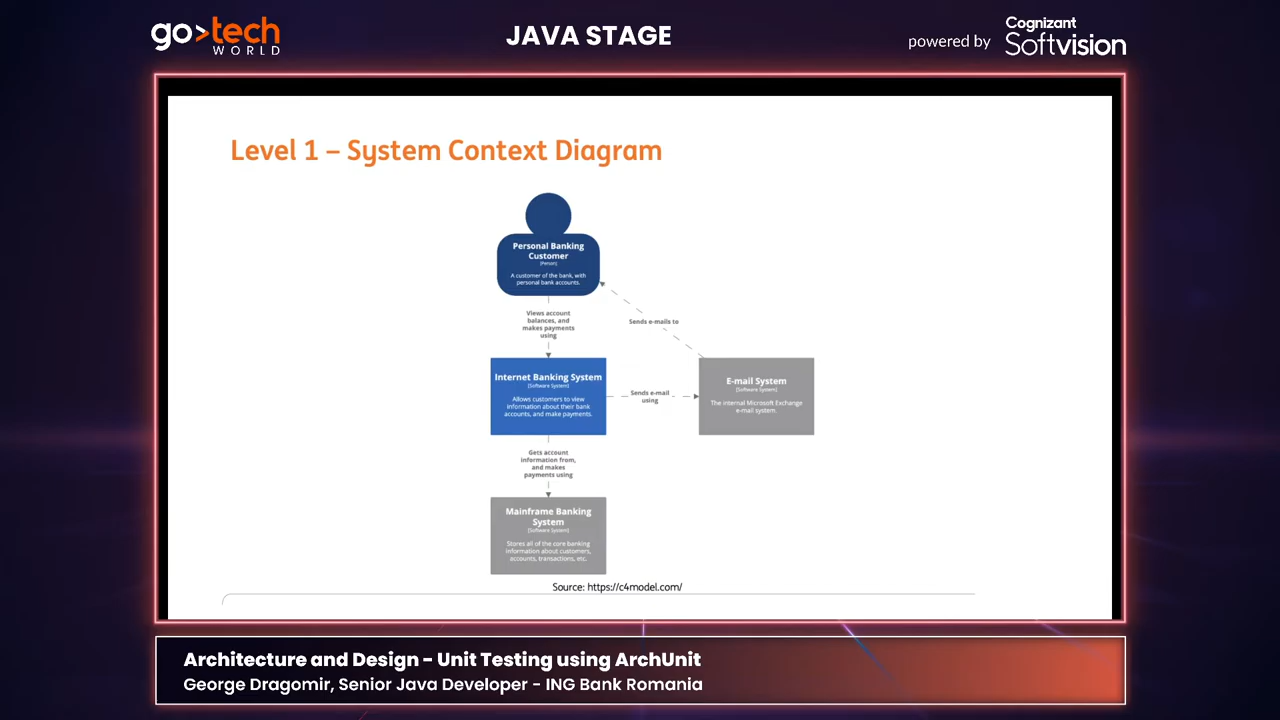 go>tech
WORLD
JAVA STAGE
powered by
Cognizant
Softvision
Level 1 – System Context Diagram
Personal Banking
Customer
[Person]
A customer of the bank, with
personal bank accounts.
Views account
balances, and
makes payments
using
Sends e-mails to
Internet Banking System
[Software System]
Allows customers to view
information about their bank
accounts, and make payments.
Sends e-mail
using
E-mail System
[Software System]
The internal Microsoft Exchange
e-mail system.
Gets account
information from,
and makes
payments using
Mainframe Banking
System
[Software System]
Stores all of the core banking
information about customers,
accounts, transactions, etc.
Source: https://c4model.com/
Architecture and Design - Unit Testing using ArchUnit
George Dragomir, Senior Java Developer - ING Bank Romania